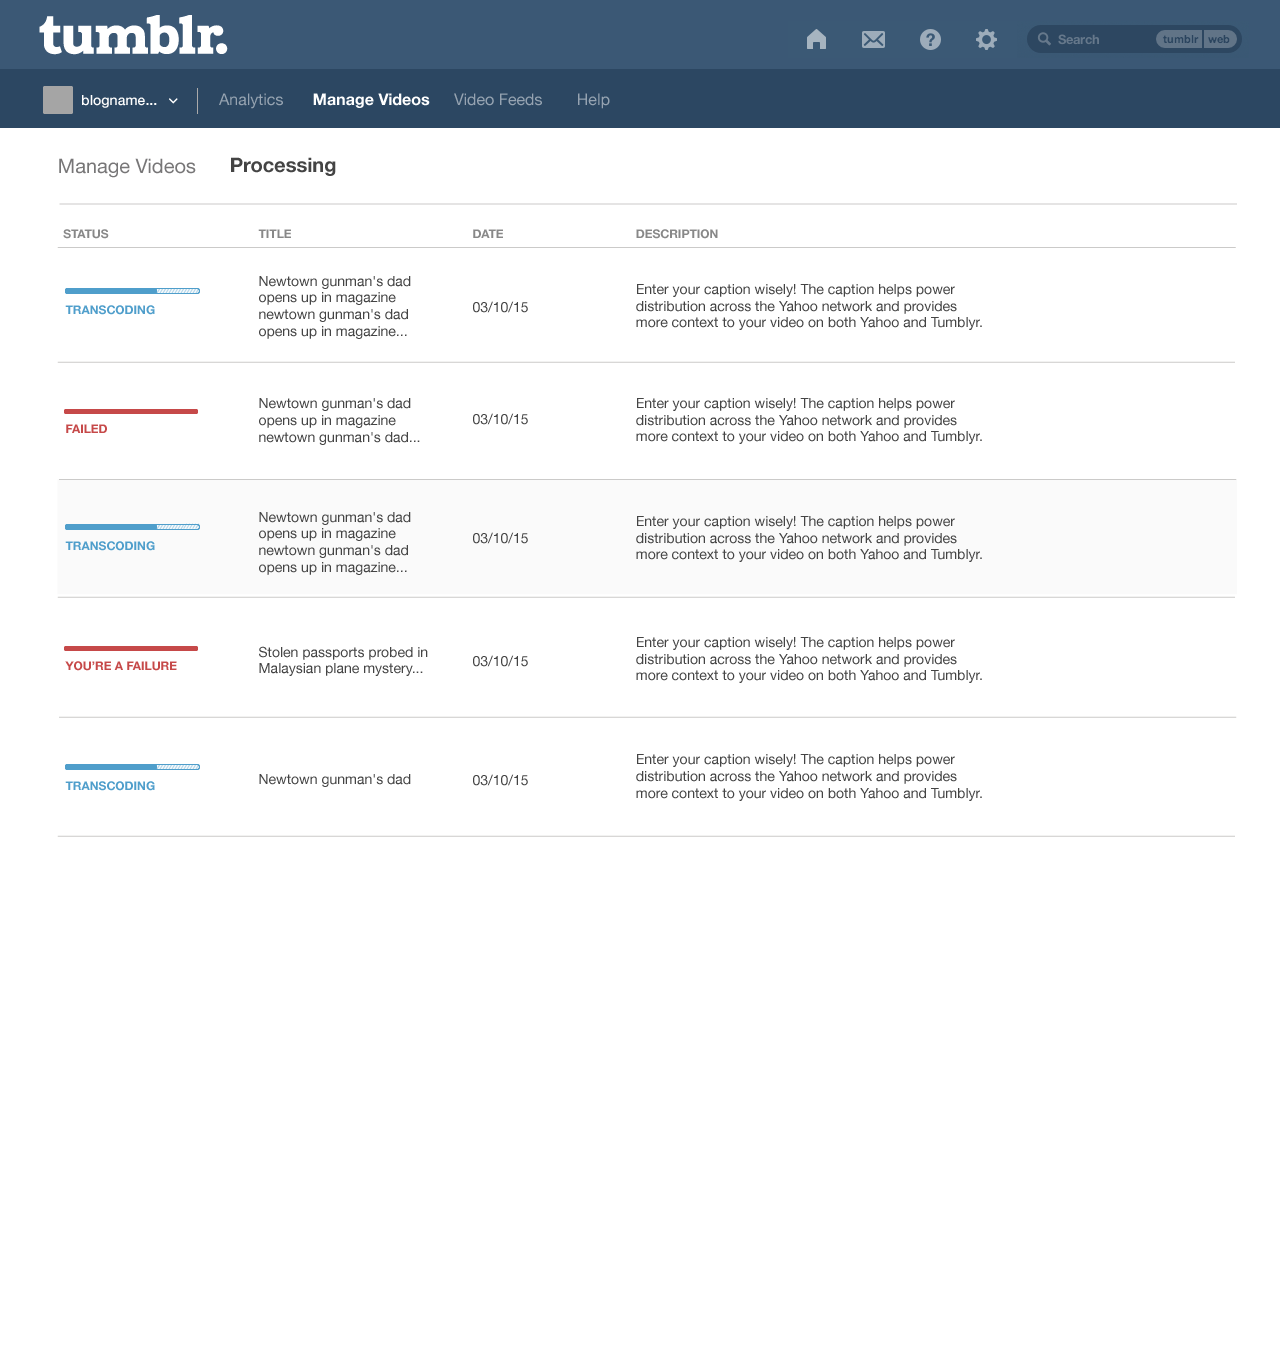 tumblr.
Search tumblr web
blogname... Analytics Manage Videos Video Feeds Help
Manage Videos Processing
STATUS TITLE DATE DESCRIPTION
TRANSCODING
Newtown gunman's dad
opens up in magazine
newtown gunman's dad
opens up in magazine...
03/10/15
Enter your caption wisely! The caption helps power
distribution across the Yahoo network and provides
more context to your video on both Yahoo and Tumblyr.
FAILED
Newtown gunman's dad
opens up in magazine
newtown gunman's dad...
03/10/15
Enter your caption wisely! The caption helps power
distribution across the Yahoo network and provides
more context to your video on both Yahoo and Tumblyr.
TRANSCODING
Newtown gunman's dad
opens up in magazine
newtown gunman's dad
opens up in magazine...
03/10/15
Enter your caption wisely! The caption helps power
distribution across the Yahoo network and provides
more context to your video on both Yahoo and Tumblyr.
YOU'RE A FAILURE
Stolen passports probed in
Malaysian plane mystery...
03/10/15
Enter your caption wisely! The caption helps power
distribution across the Yahoo network and provides
more context to your video on both Yahoo and Tumblyr.
TRANSCODING
Newtown gunman's dad
03/10/15
Enter your caption wisely! The caption helps power
distribution across the Yahoo network and provides
more context to your video on both Yahoo and Tumblyr.